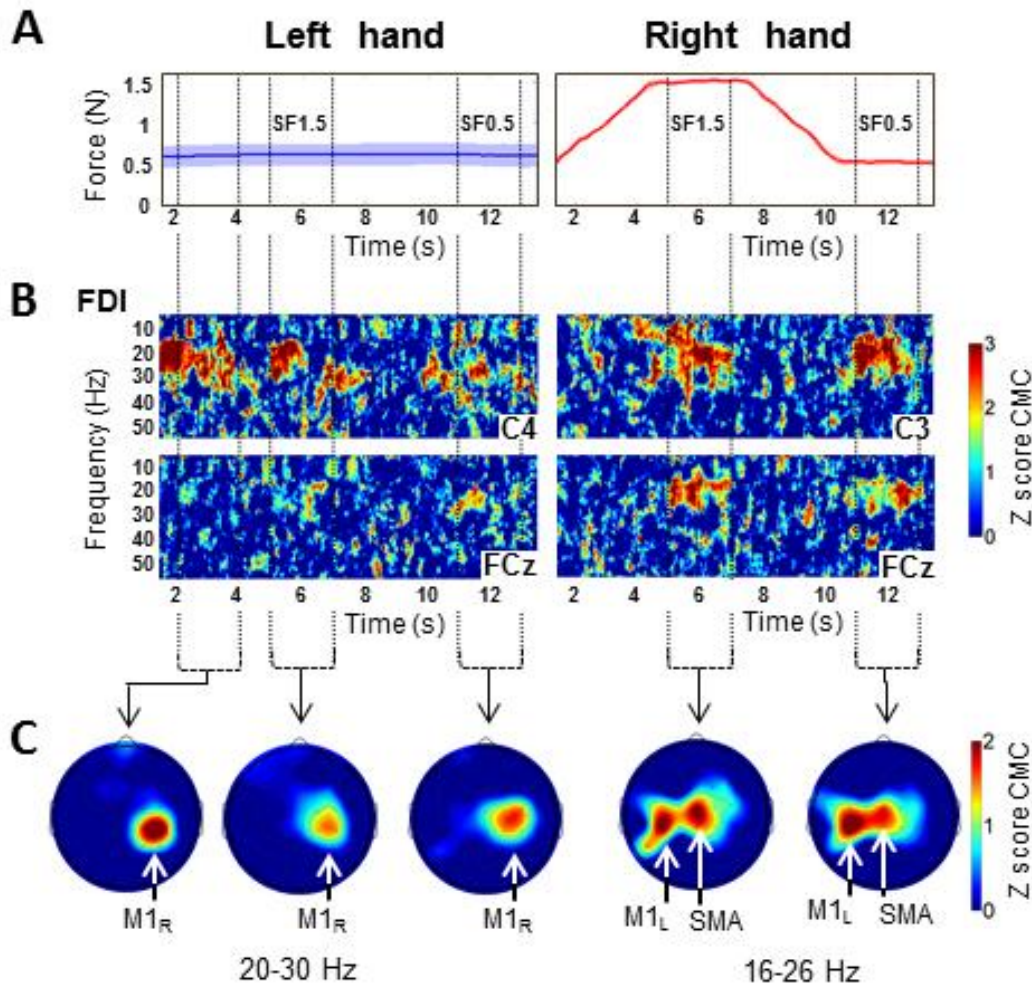 A
Left hand
Right hand
Force (N)
1.5
1
0.5
0
SF1.5
SF0.5
SF1.5
SF0.5
2 4 6 8 10 12
2 4 6 8 10 12
Time (s)
Time (s)
B
FDI
Frequency (Hz)
10
20
30
40
50
C4
C3
10
20
30
40
50
FCz
FCz
2 4 6 8 10 12
2 4 6 8 10 12
Time (s)
Time (s)
3
2
1
0
Z score CMC
C
M1R
M1R
M1R
M1L
SMA
M1L
SMA
2
1
0
Z score CMC
20-30 Hz
16-26 Hz